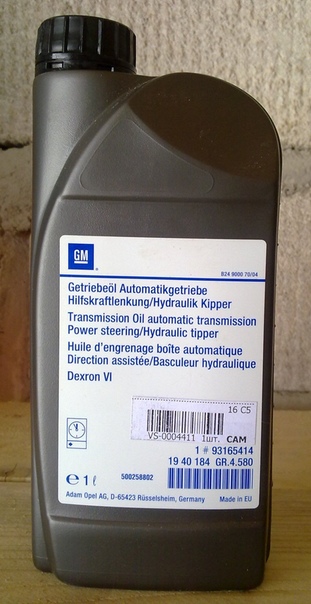 GM
GM
824 9000 70/04
Getriebeöl Automatikgetriebe
Hilfskraftlenkung/Hydraulik Kipper
Transmission Oil automatic transmission
Power steering/Hydraulic tipper
Huile d'engrenage boîte automatique
Direction assistée/Basculeur hydraulique
Dexron VI
16 C5
VS-0004411 1шт. САМ
1 # 93165414
19 40 184 GR.4.580
e 1 ℓ
500258802
Adam Opel AG, D-65423 Rüsselsheim, Germany
Made in EU